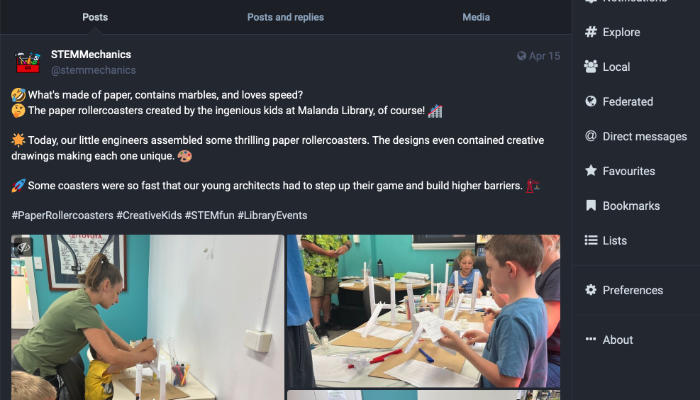 Posts
Posts and replies
Media
Notifications
# Explore
Local
Federated
@ Direct messages
Favourites
Bookmarks
Lists
Preferences
... About
STEMMechanics
@stemmechanics
Apr 15
🤣 What's made of paper, contains marbles, and loves speed?
🤔 The paper rollercoasters created by the ingenious kids at Malanda Library, of course! 🎢
🌟 Today, our little engineers assembled some thrilling paper rollercoasters. The designs even contained creative
drawings making each one unique. 🎨
🚀 Some coasters were so fast that our young architects had to step up their game and build higher barriers. 🏗️
#PaperRollercoasters #CreativeKids #STEMfun #LibraryEvents